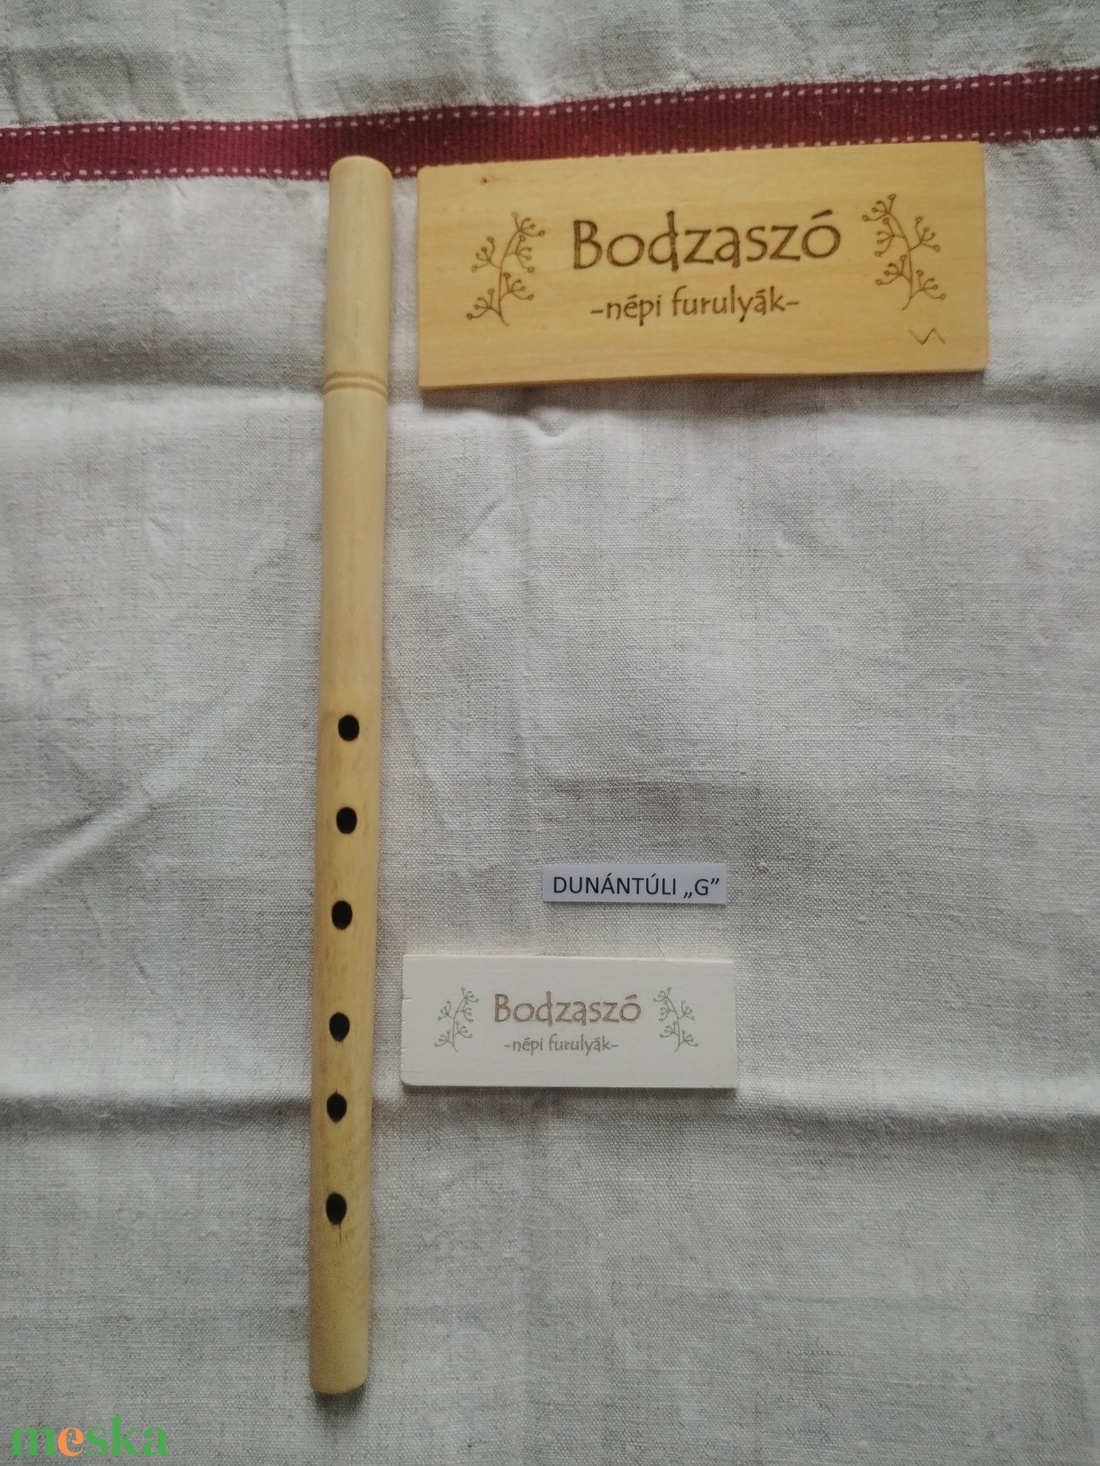 Bodzaszó
-népi furulyák-
DUNÁNTÚLI „G”
Bodzaszó
-népi furulyák-
meska